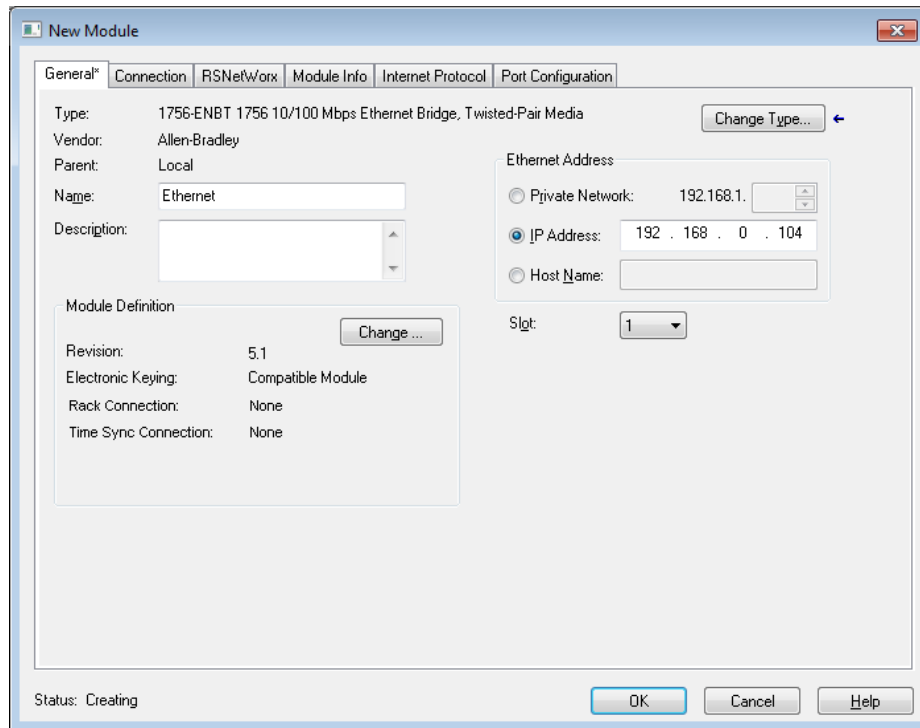 New Module
General* Connection RSNetWorx Module Info Internet Protocol Port Configuration
Type: 1756-ENBT 1756 10/100 Mbps Ethernet Bridge, Twisted-Pair Media
Change Type...
Vendor: Allen-Bradley
Parent: Local
Name: Ethernet
Description:
Ethernet Address
Private Network: 192.168.1.
IP Address: 192 . 168 . 0 . 104
Host Name:
Slot: 1
Module Definition
Change ...
Revision: 5.1
Electronic Keying: Compatible Module
Rack Connection: None
Time Sync Connection: None
Status: Creating
OK Cancel Help